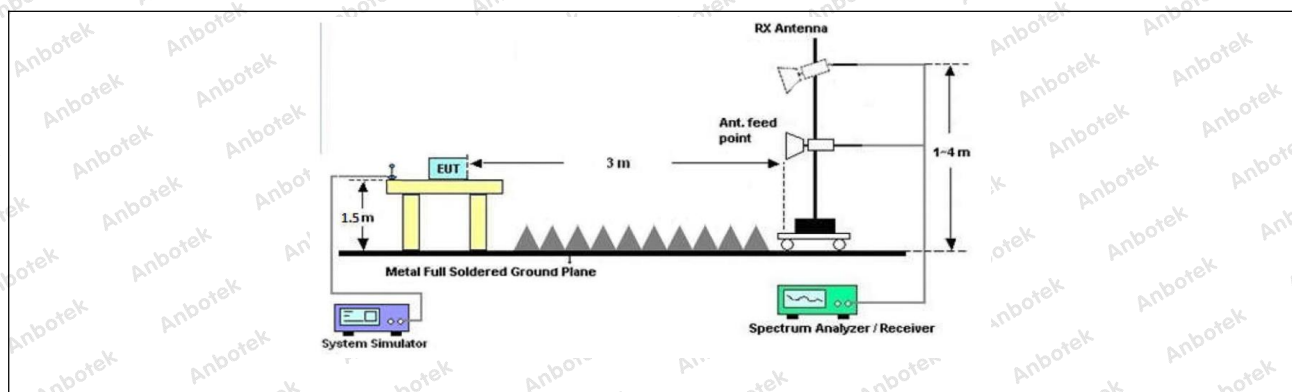 RX Antenna
Ant. feed
point
EUT
3 m
1~4 m
1.5 m
Metal Full Soldered Ground Plane
System Simulator
Spectrum Analyzer / Receiver
Anbotek